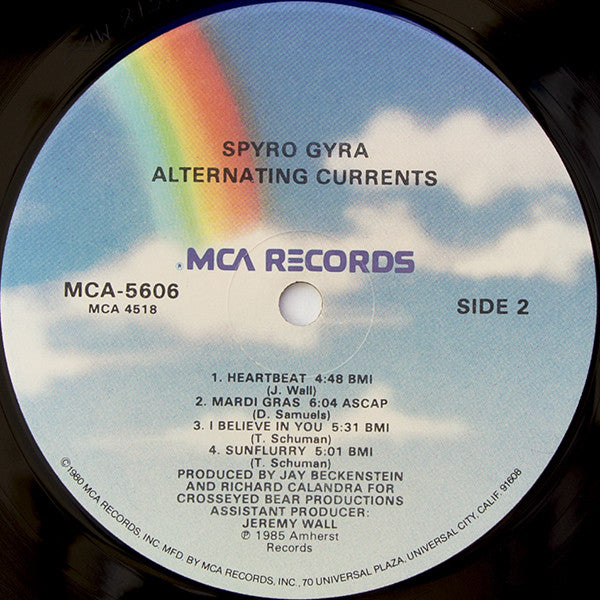 SPYRO GYRA
ALTERNATING CURRENTS
MCA RECORDS
MCA-5606
MCA 4518
SIDE 2
1. HEARTBEAT 4:48 BMI
(J. Wall)
2. MARDI GRAS 6:04 ASCAP
(D. Samuels)
3. I BELIEVE IN YOU 5:31 BMI
(T. Schuman)
4. SUNFLURRY 5:01 BMI
(T. Schuman)
PRODUCED BY JAY BECKENSTEIN
AND RICHARD CALANDRA FOR
CROSSEYED BEAR PRODUCTIONS
ASSISTANT PRODUCER:
JEREMY WALL
℗ 1985 Amherst
Records
©1980 MCA RECORDS, INC. MFD. BY MCA RECORDS, INC., 70 UNIVERSAL PLAZA, UNIVERSAL CITY, CALIF. 91608